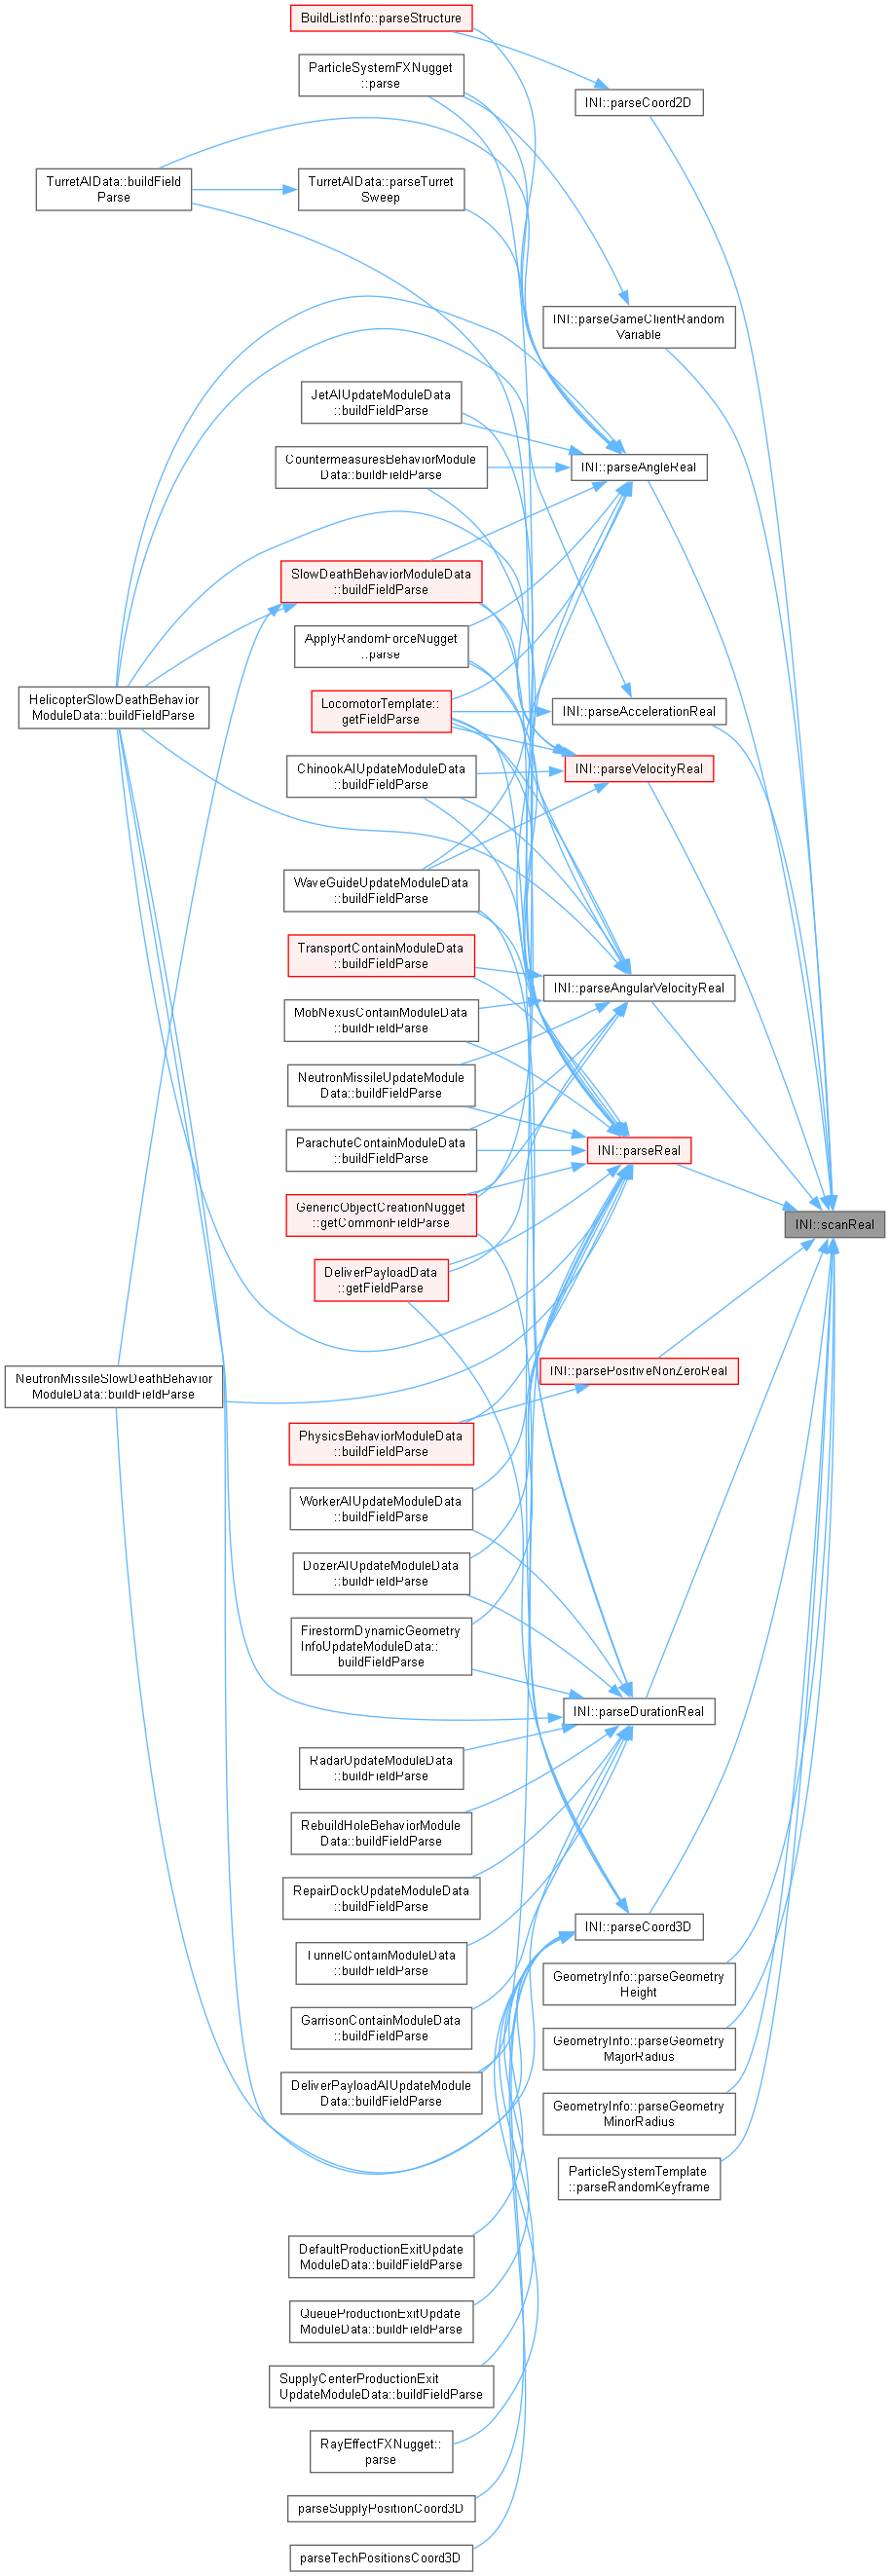 BuildListInfo::parseStructure
ParticleSystemFXNugget
::parse
INI::parseCoord2D
TurretAIData::buildField
Parse
TurretAIData::parseTurret
Sweep
INI::parseGameClientRandom
Variable
JetAIUpdateModuleData
::buildFieldParse
CountermeasuresBehaviorModule
Data::buildFieldParse
INI::parseAngleReal
SlowDeathBehaviorModuleData
::buildFieldParse
ApplyRandomForceNugget
::parse
HelicopterSlowDeathBehavior
ModuleData::buildFieldParse
LocomotorTemplate::
getFieldParse
INI::parseAccelerationReal
ChinookAIUpdateModuleData
::buildFieldParse
INI::parseVelocityReal
WaveGuideUpdateModuleData
::buildFieldParse
TransportContainModuleData
::buildFieldParse
INI::parseAngularVelocityReal
MobNexusContainModuleData
::buildFieldParse
NeutronMissileUpdateModule
Data::buildFieldParse
ParachuteContainModuleData
::buildFieldParse
INI::parseReal
GenericObjectCreationNugget
::getCommonFieldParse
INI::scanReal
DeliverPayloadData
::getFieldParse
NeutronMissileSlowDeathBehavior
ModuleData::buildFieldParse
INI::parsePositiveNonZeroReal
PhysicsBehaviorModuleData
::buildFieldParse
WorkerAIUpdateModuleData
::buildFieldParse
DozerAIUpdateModuleData
::buildFieldParse
FirestormDynamicGeometry
InfoUpdateModuleData::
buildFieldParse
INI::parseDurationReal
RadarUpdateModuleData
::buildFieldParse
RebuildHoleBehaviorModule
Data::buildFieldParse
RepairDockUpdateModuleData
::buildFieldParse
INI::parseCoord3D
TunnelContainModuleData
::buildFieldParse
GeometryInfo::parseGeometry
Height
GarrisonContainModuleData
::buildFieldParse
GeometryInfo::parseGeometry
MajorRadius
DeliverPayloadAIUpdateModule
Data::buildFieldParse
GeometryInfo::parseGeometry
MinorRadius
ParticleSystemTemplate
::parseRandomKeyframe
DefaultProductionExitUpdate
ModuleData::buildFieldParse
QueueProductionExitUpdate
ModuleData::buildFieldParse
SupplyCenterProductionExit
UpdateModuleData::buildFieldParse
RayEffectFXNugget::
parse
parseSupplyPositionCoord3D
parseTechPositionsCoord3D